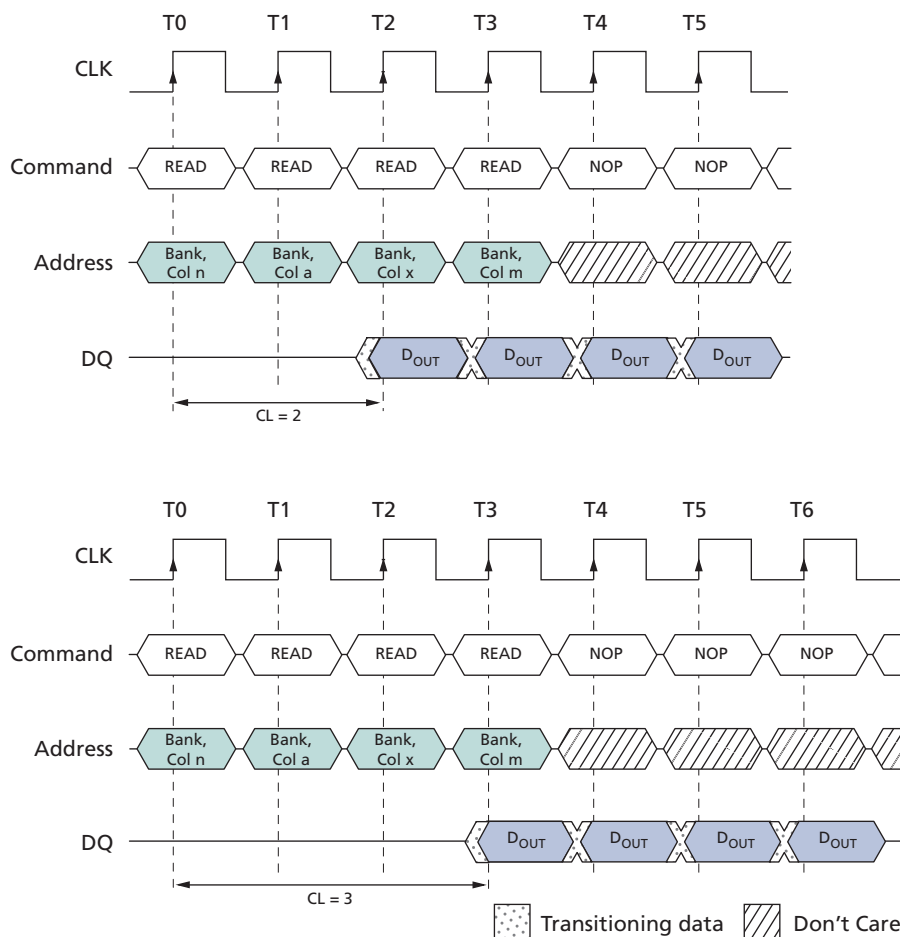 T0 T1 T2 T3 T4 T5
CLK
Command READ READ READ READ NOP NOP
Address Bank, Col n Bank, Col a Bank, Col x Bank, Col m
DQ DOUT DOUT DOUT DOUT
CL = 2
T0 T1 T2 T3 T4 T5 T6
CLK
Command READ READ READ READ NOP NOP NOP
Address Bank, Col n Bank, Col a Bank, Col x Bank, Col m
DQ DOUT DOUT DOUT DOUT
CL = 3
Transitioning data Don't Care